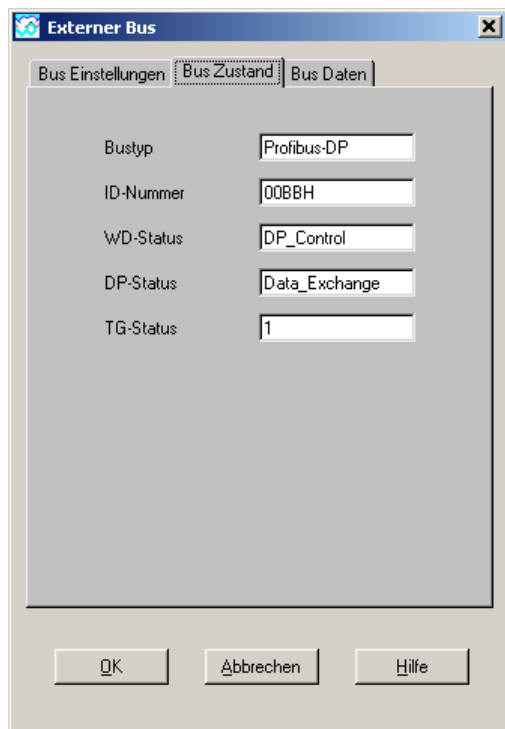 Externer Bus
Bus Einstellungen Bus Zustand Bus Daten
Bustyp Profibus-DP
ID-Nummer 00BBH
WD-Status DP_Control
DP-Status Data_Exchange
TG-Status 1
OK Abbrechen Hilfe